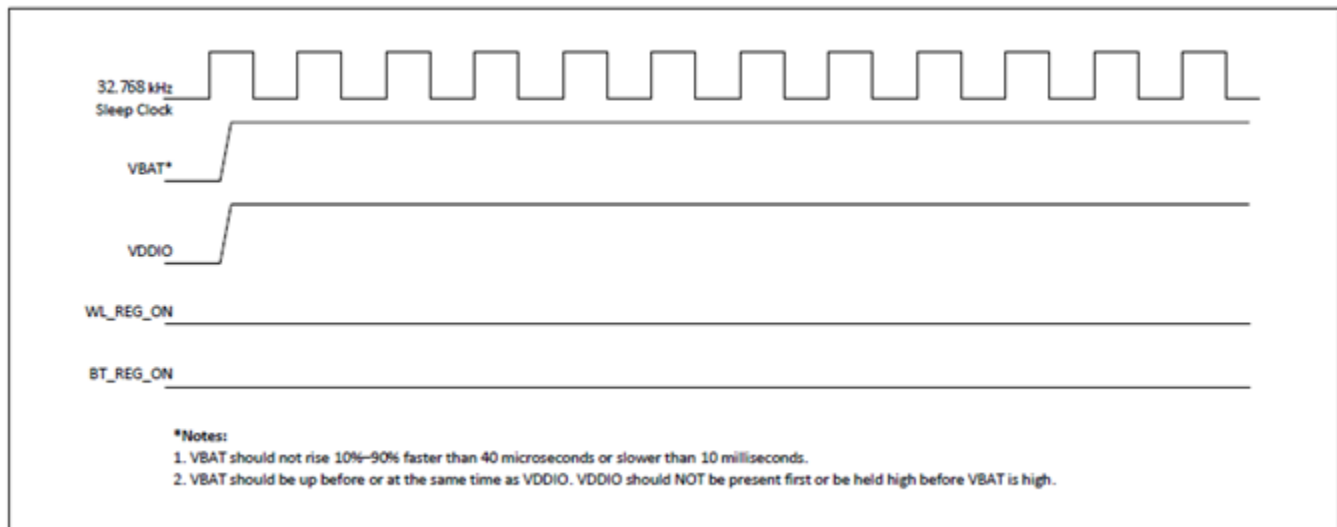 32.768 kHz
Sleep Clock
VBAT*
VDDIO
WL_REG_ON
BT_REG_ON
*Notes:
1. VBAT should not rise 10%–90% faster than 40 microseconds or slower than 10 milliseconds.
2. VBAT should be up before or at the same time as VDDIO. VDDIO should NOT be present first or be held high before VBAT is high.